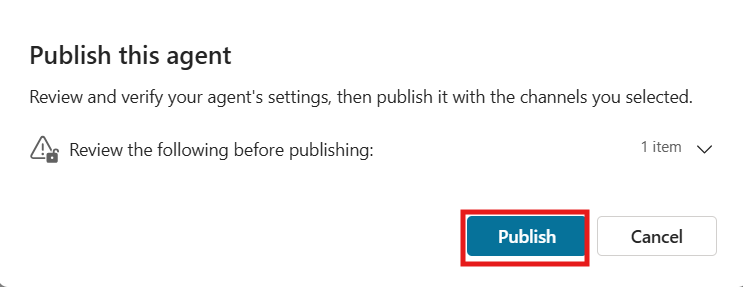 Publish this agent
Review and verify your agent's settings, then publish it with the channels you selected.
Review the following before publishing: 1 item
Publish Cancel